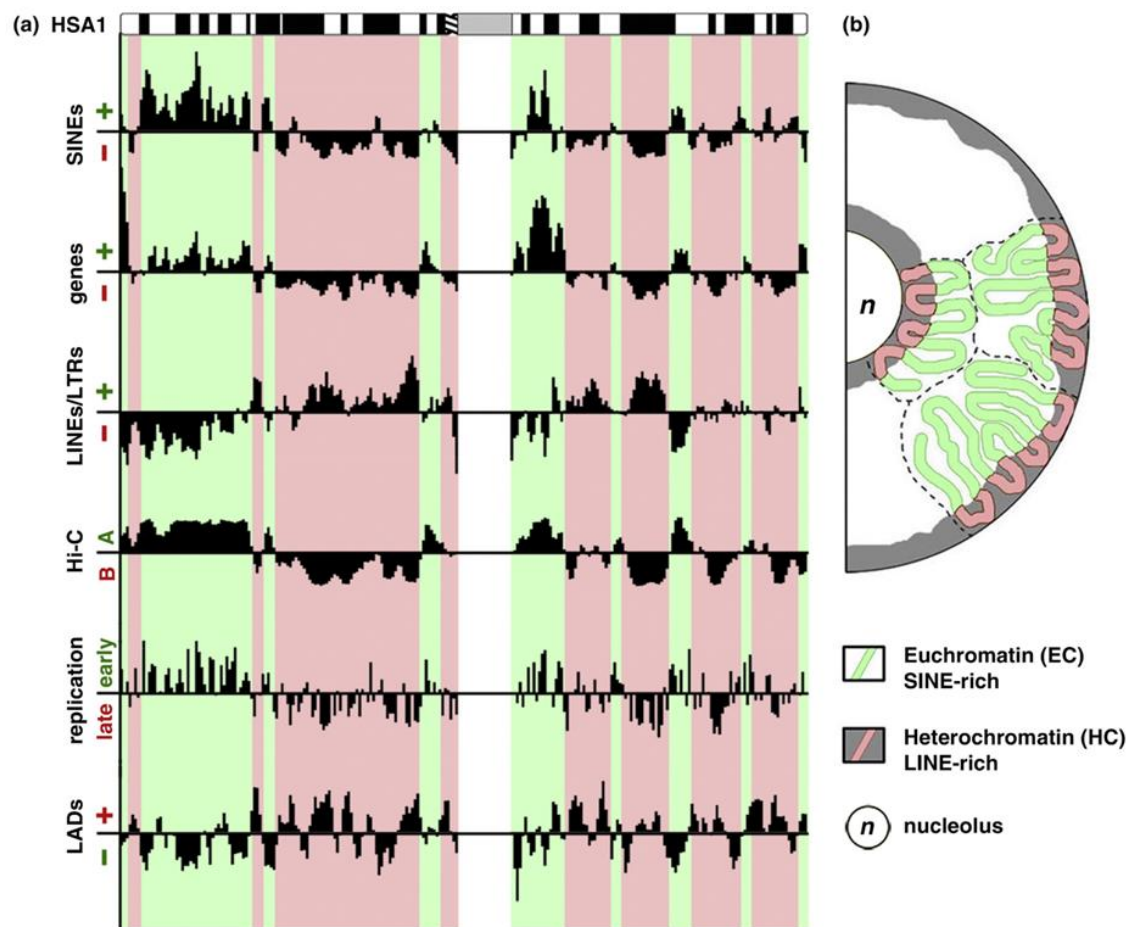 (a) HSA1
(b)
SINEs
+
−
genes
+
−
LINEs/LTRs
+
−
Hi-C
A
B
replication
early
late
LADs
+
−
n
Euchromatin (EC)
SINE-rich
Heterochromatin (HC)
LINE-rich
n nucleolus